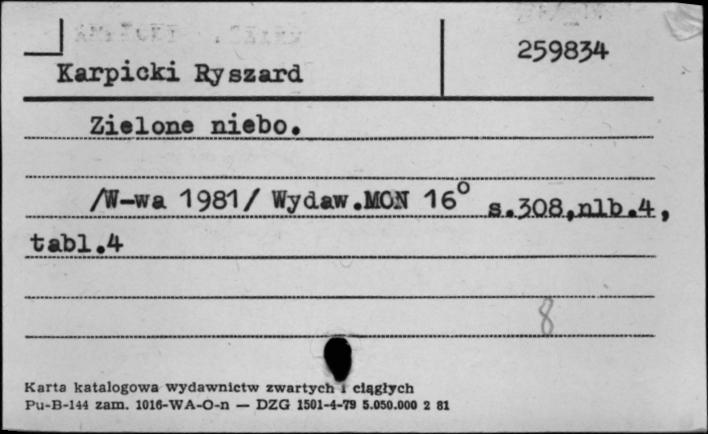 259834
Karpicki Ryszard
Zielone niebo.
/W-wa 1981/ Wydaw.MON 16° s.308,nlb.4,
tabl.4
8
Karta katalogowa wydawnictw zwartych i ciągłych
Pu-B-144 zam. 1016-WA-O-n — DZG 1501-4-79 5.050.000 2 81